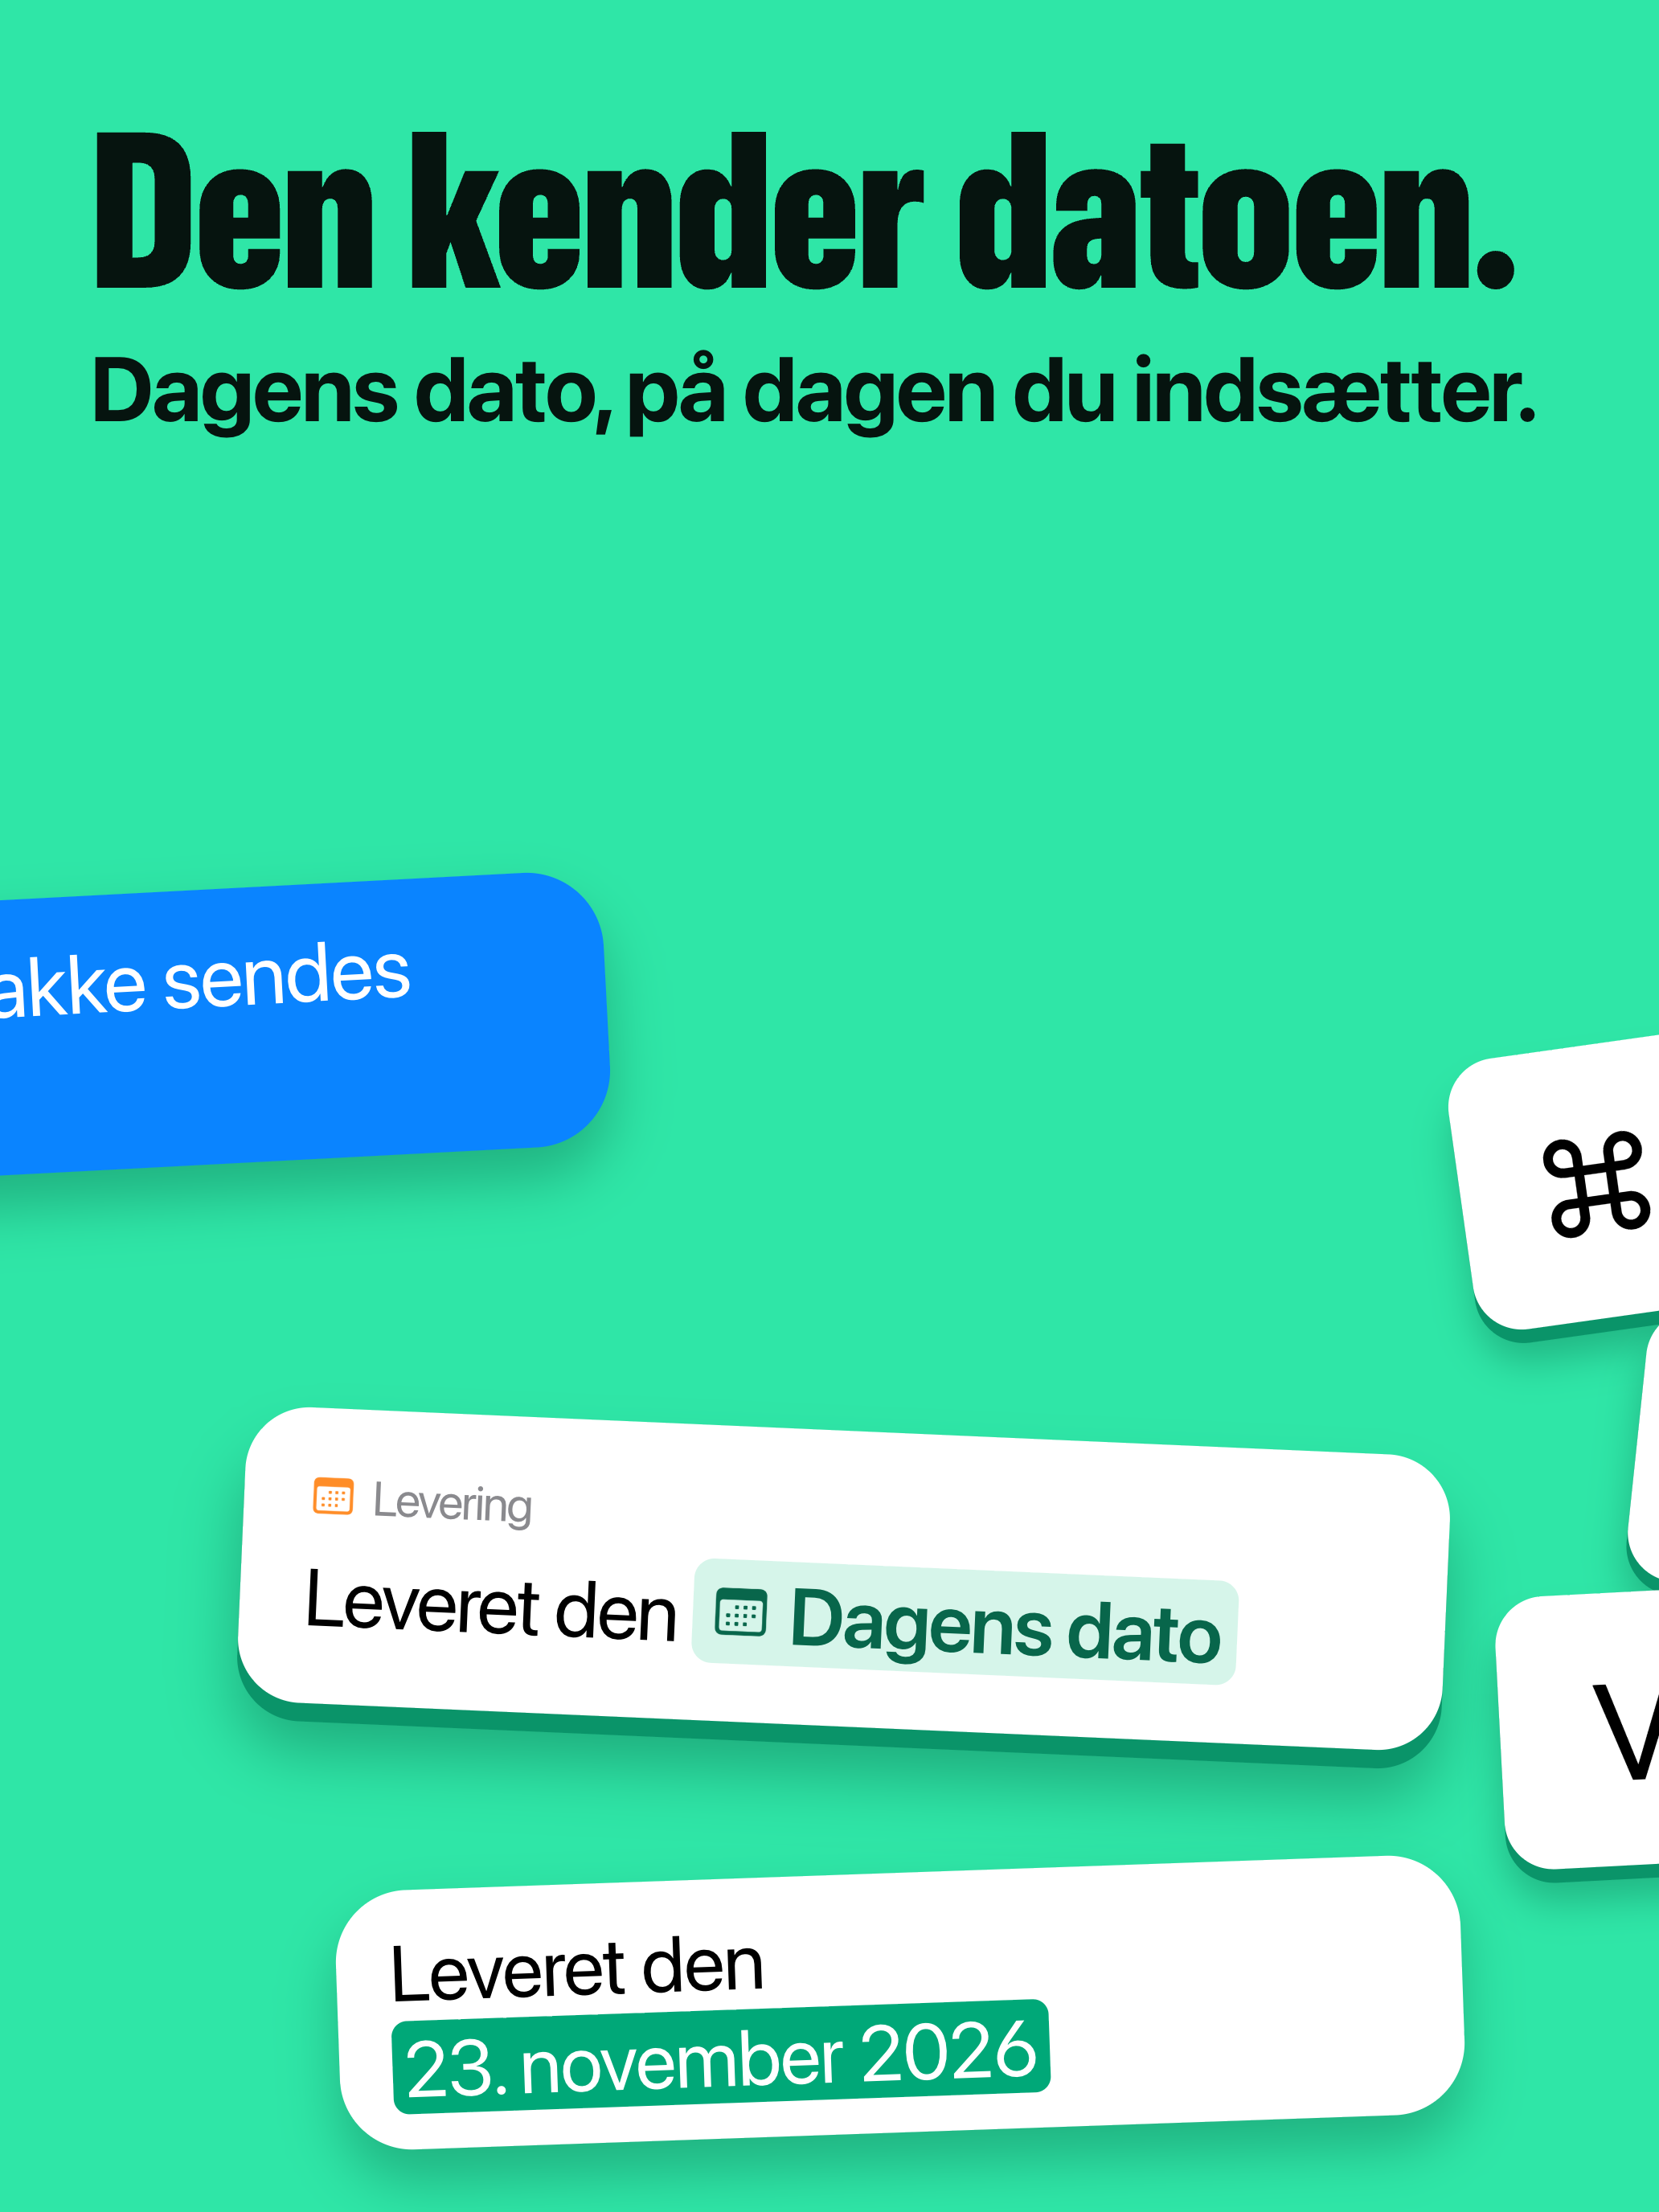 Den kender datoen.
Dagens dato, på dagen du indsætter.
akke sendes
⌘
Levering
Leveret den Dagens dato
V
Leveret den
23. november 2026